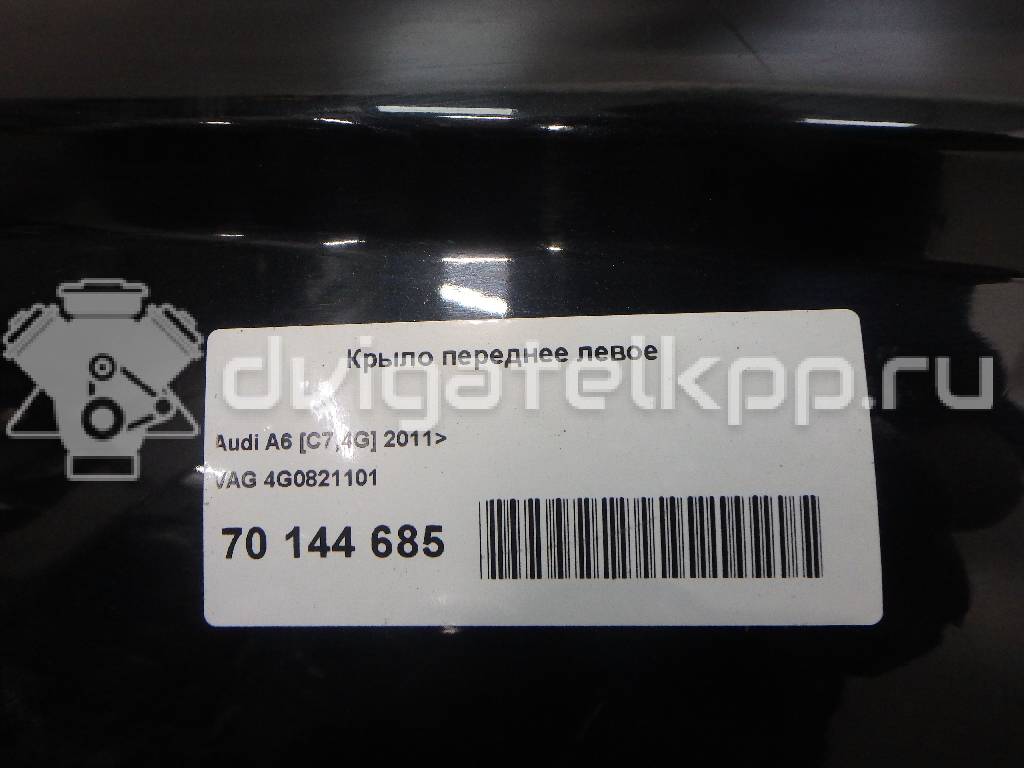 Крыло переднее левое
dvigatelkpp.ru
Audi A6 [C7,4G] 2011>
VAG 4G0821101
70 144 685